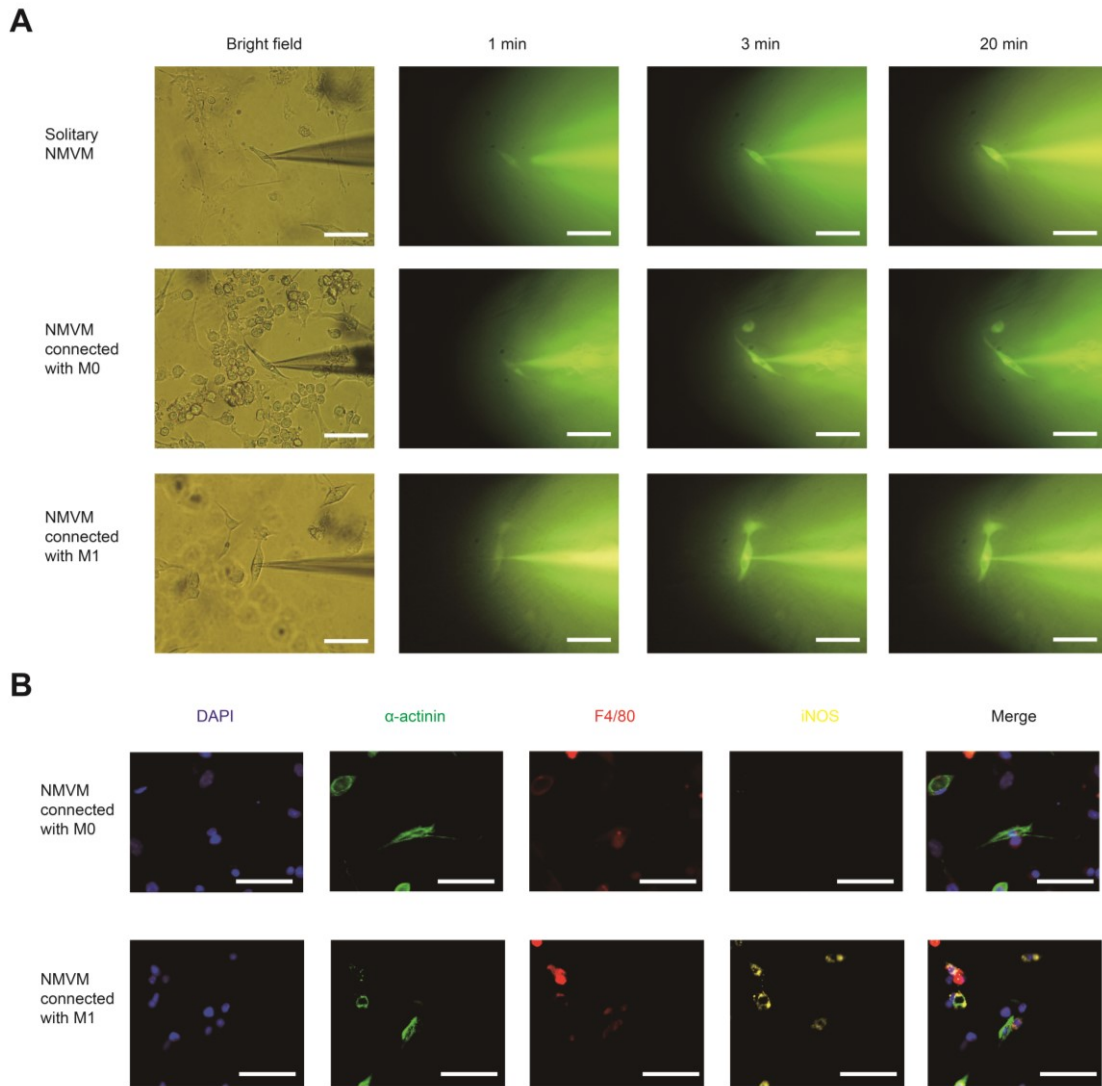 A
Bright field 1 min 3 min 20 min
Solitary
NMVM
NMVM
connected
with M0
NMVM
connected
with M1
B
DAPI α-actinin F4/80 iNOS Merge
NMVM
connected
with M0
NMVM
connected
with M1